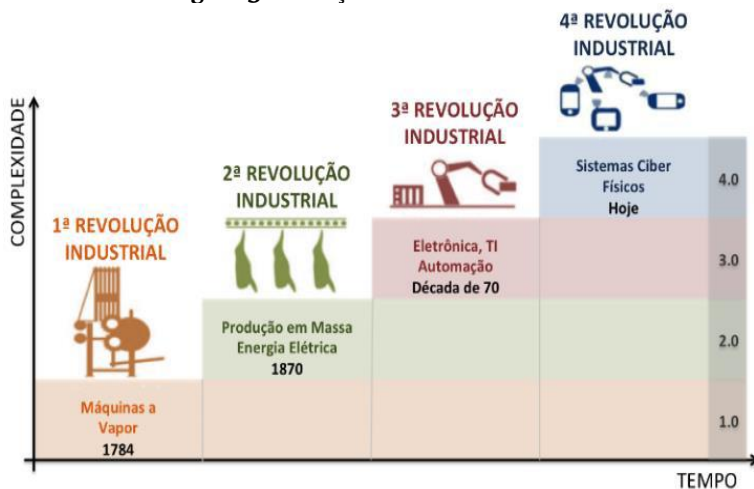 4ª REVOLUÇÃO
INDUSTRIAL
3ª REVOLUÇÃO
INDUSTRIAL
2ª REVOLUÇÃO
INDUSTRIAL
1ª REVOLUÇÃO
INDUSTRIAL
COMPLEXIDADE
Sistemas Ciber
Físicos
Hoje
4.0
Eletrônica, TI
Automação
Década de 70
3.0
Produção em Massa
Energia Elétrica
1870
2.0
Máquinas a
Vapor
1784
1.0
TEMPO